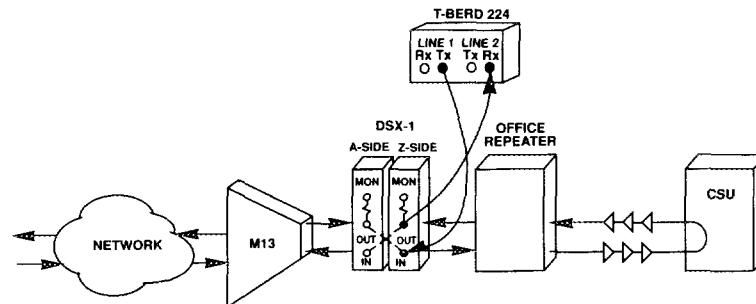 T-BERD 224
LINE 1 LINE 2
Rx Tx Tx Rx
DSX-1
A-SIDE Z-SIDE
OFFICE
REPEATER
MON MON
CSU
NETWORK
M13
OUT OUT
IN IN